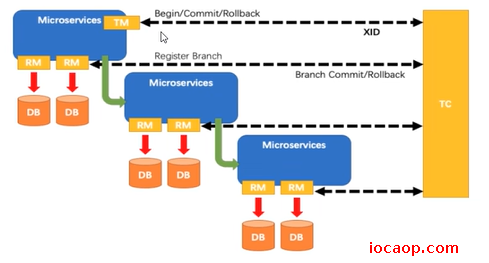 Begin/Commit/Rollback
Microservices
TM
XID
RM
RM
Register Branch
Branch Commit/Rollback
Microservices
TC
DB
DB
RM
RM
Microservices
DB
DB
RM
RM
DB
DB
iocaop.com